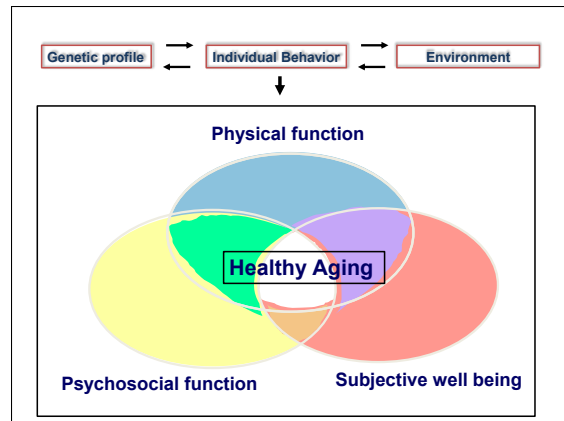 Genetic profile Individual Behavior Environment
Physical function
Healthy Aging
Psychosocial function Subjective well being